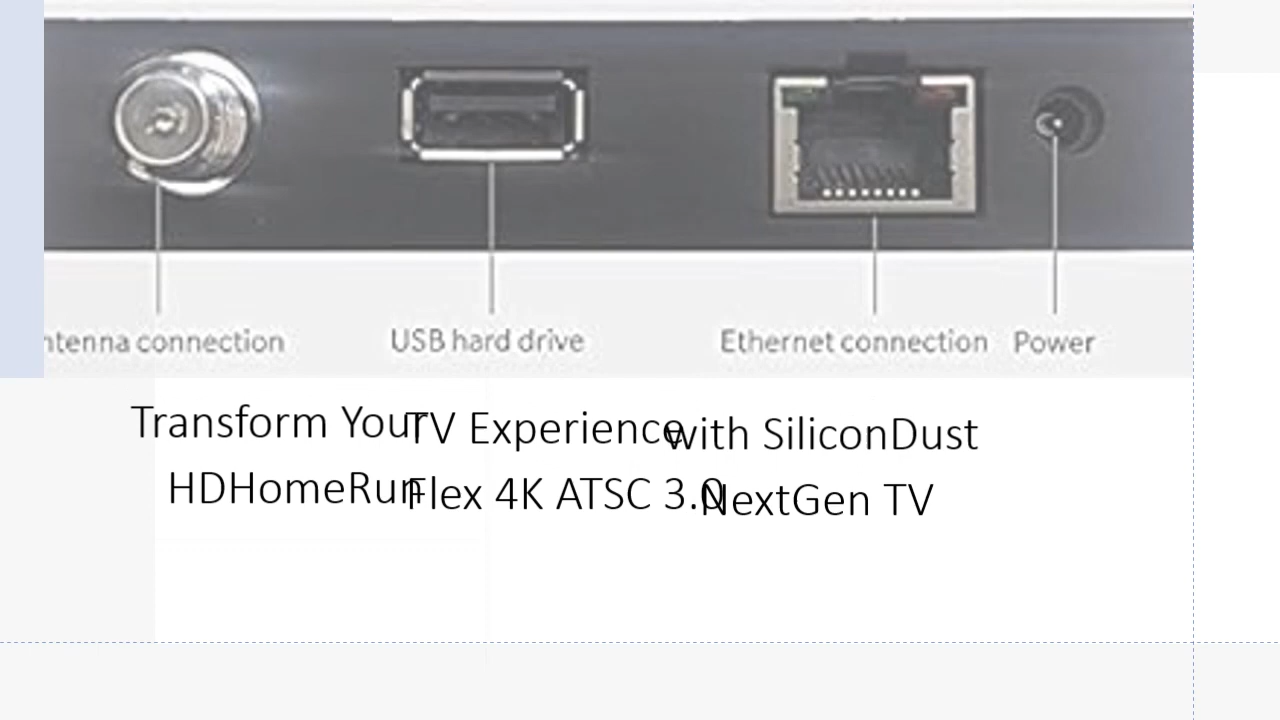 ntenna connection USB hard drive Ethernet connection Power
Transform Your TV Experience with SiliconDust
HDHomeRun Flex 4K ATSC 3.0 NextGen TV